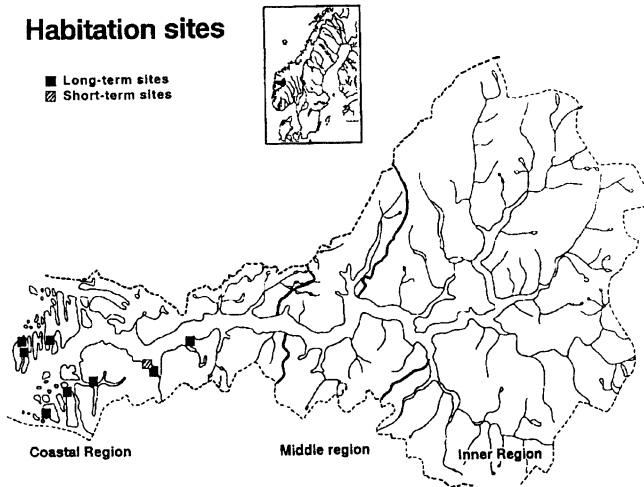 Habitation sites
Long-term sites
Short-term sites
Coastal Region
Middle region
Inner Region